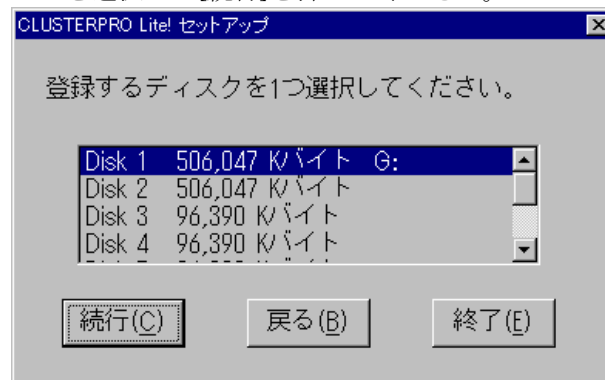 CLUSTERPRO Lite! セットアップ
登録するディスクを1つ選択してください。
Disk 1 506,047 Kバイト G:
Disk 2 506,047 Kバイト
Disk 3 96,390 Kバイト
Disk 4 96,390 Kバイト
続行(C) 戻る(B) 終了(E)